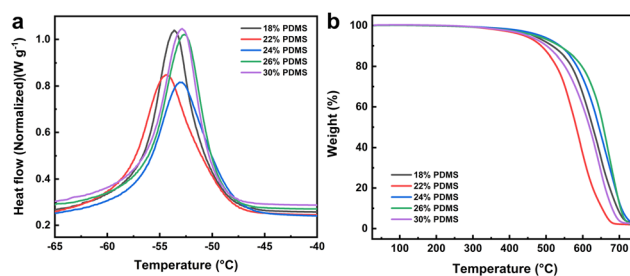 a
18% PDMS
22% PDMS
24% PDMS
26% PDMS
30% PDMS
Heat flow (Normalized)(W g⁻¹)
1.0
0.8
0.6
0.4
0.2
-65 -60 -55 -50 -45 -40
Temperature (°C)
b
Weight (%)
100
80
60
40
20
0
18% PDMS
22% PDMS
24% PDMS
26% PDMS
30% PDMS
100 200 300 400 500 600 700
Temperature (°C)